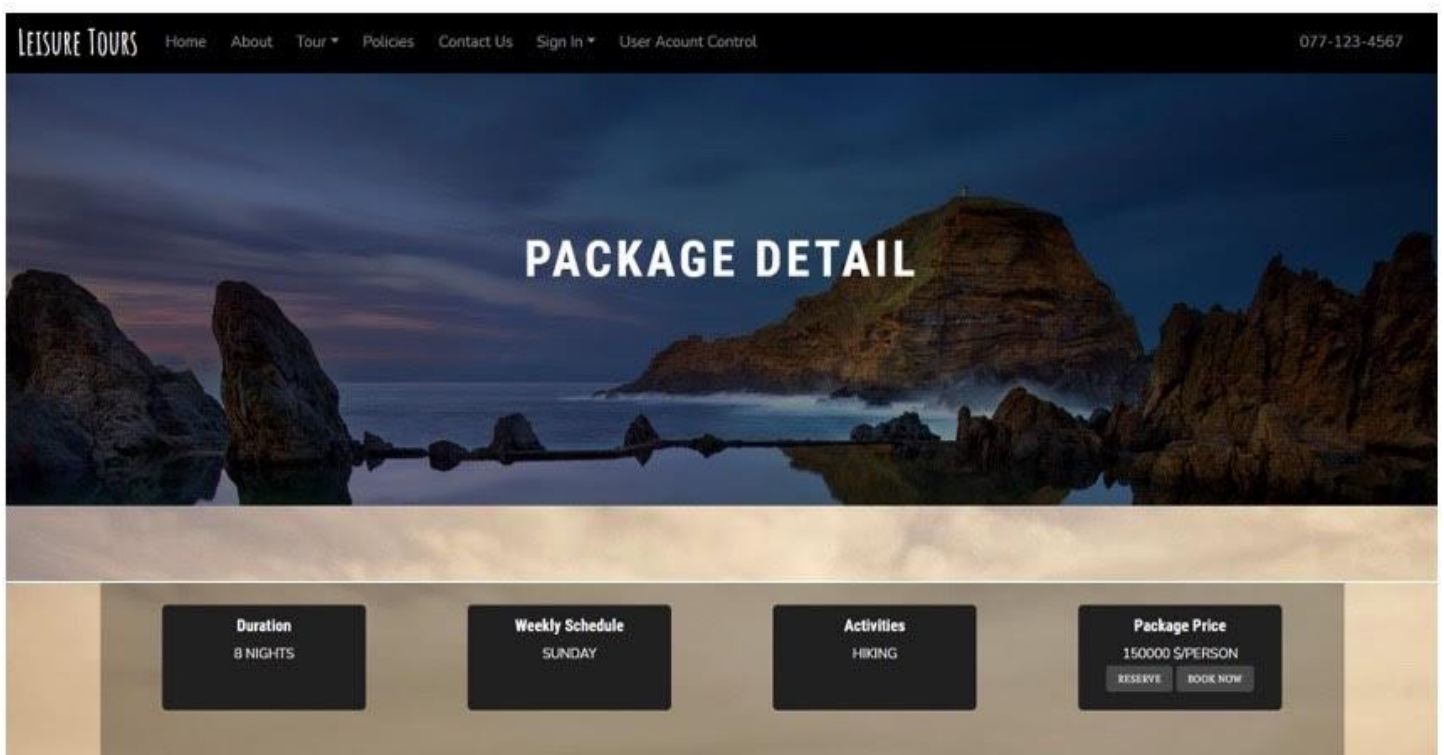 LEISURE TOURS Home About Tour Policies Contact Us Sign In User Acount Control 077-123-4567
PACKAGE DETAIL
Duration
8 NIGHTS
Weekly Schedule
SUNDAY
Activities
HIKING
Package Price
150000 $/PERSON
RESERVE BOOK NOW